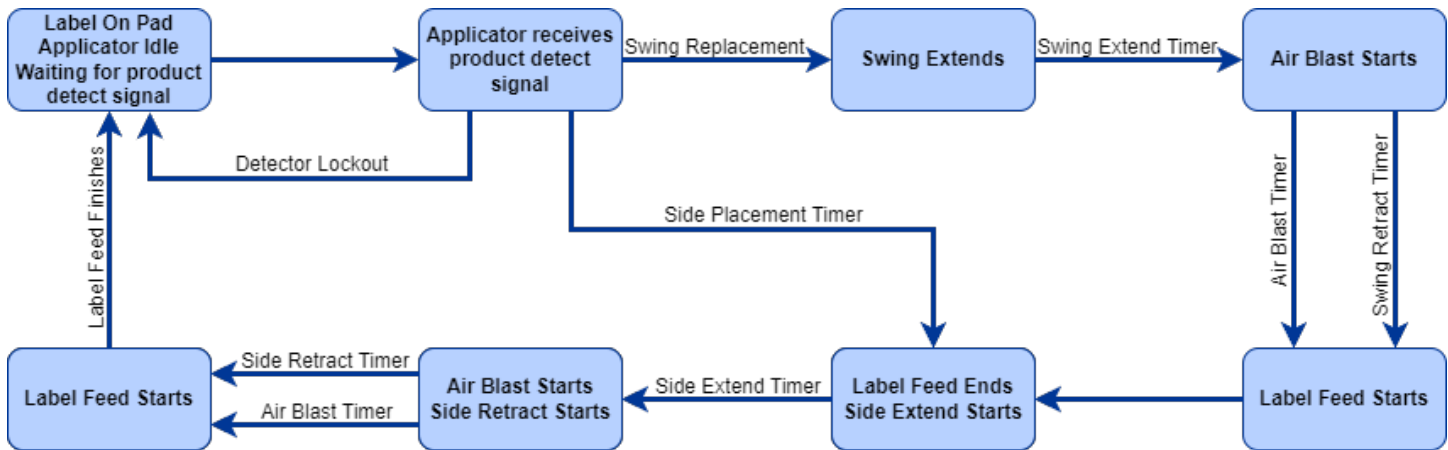 Label On Pad
Applicator Idle
Waiting for product
detect signal
Applicator receives
product detect
signal
Swing Replacement
Swing Extends
Swing Extend Timer
Air Blast Starts
Detector Lockout
Label Feed Finishes
Side Placement Timer
Air Blast Timer
Swing Retract Timer
Label Feed Starts
Side Retract Timer
Air Blast Timer
Air Blast Starts
Side Retract Starts
Side Extend Timer
Label Feed Ends
Side Extend Starts
Label Feed Starts